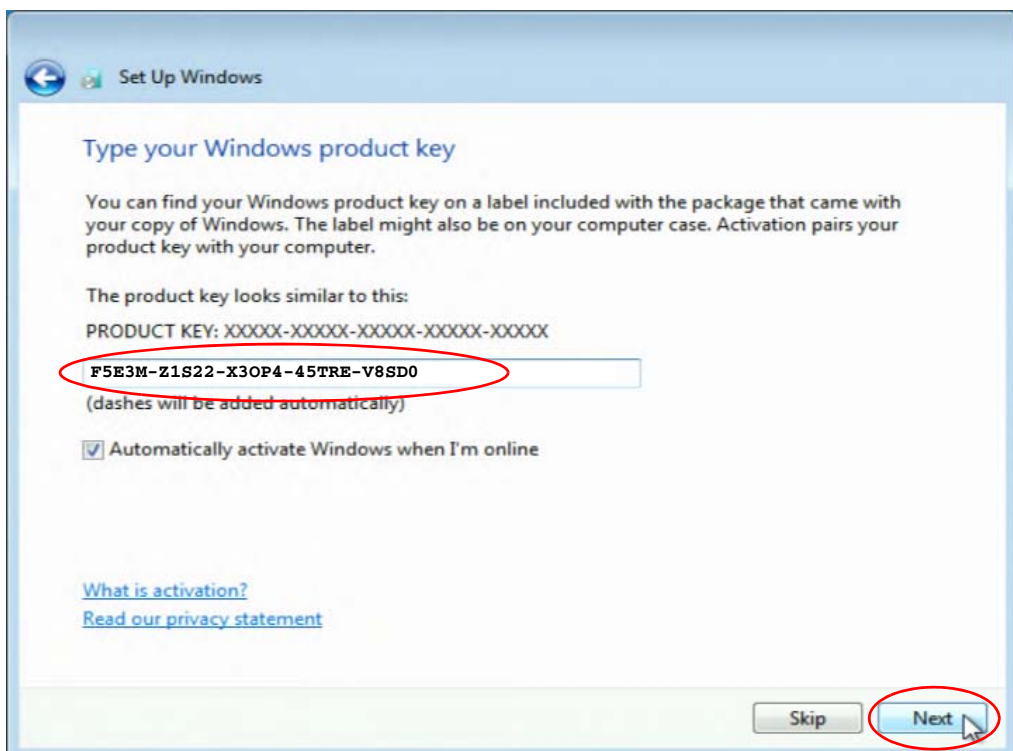 Set Up Windows
Type your Windows product key
You can find your Windows product key on a label included with the package that came with
your copy of Windows. The label might also be on your computer case. Activation pairs your
product key with your computer.
The product key looks similar to this:
PRODUCT KEY: XXXXX-XXXXX-XXXXX-XXXXX-XXXXX
F5E3M-Z1S22-X3OP4-45TRE-V8SD0
(dashes will be added automatically)
Automatically activate Windows when I'm online
What is activation?
Read our privacy statement
Skip
Next